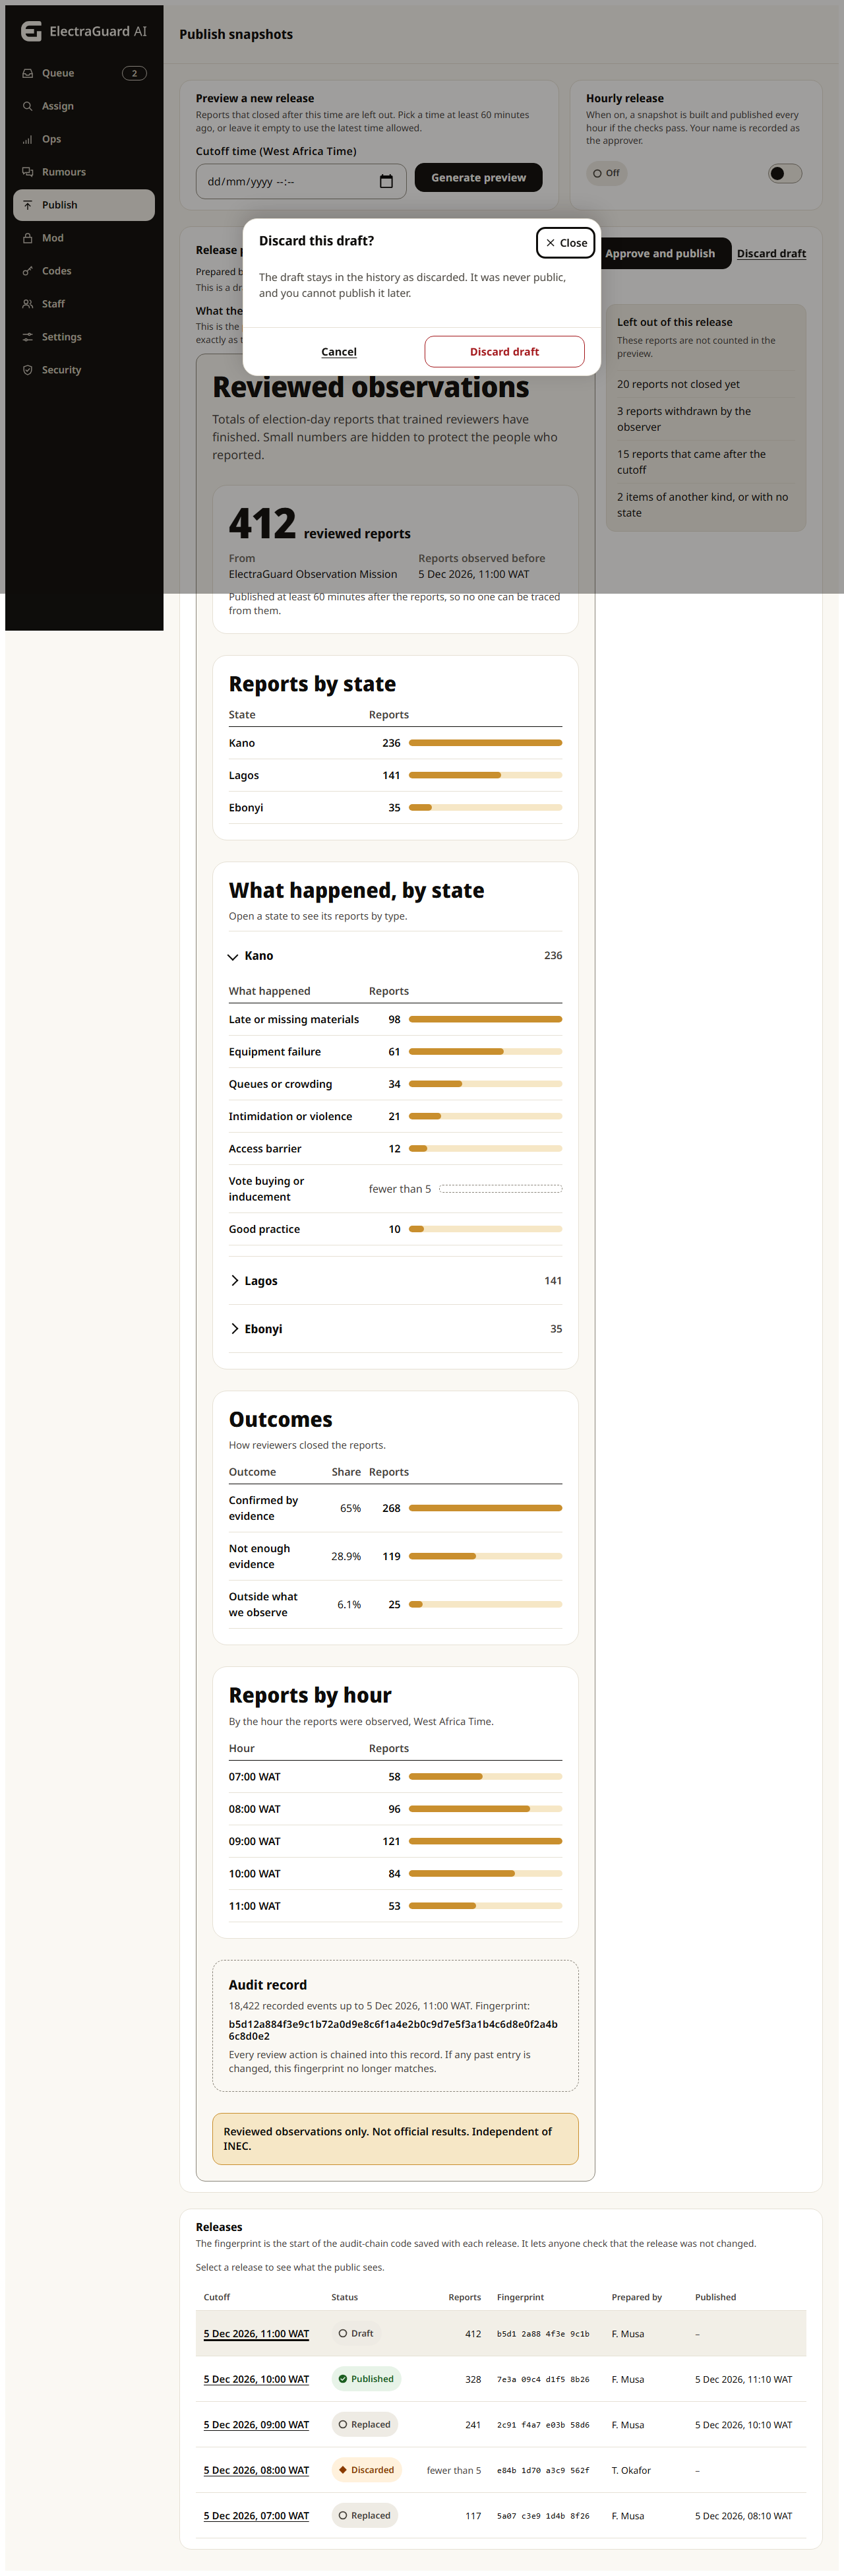 ElectraGuard AI
Queue 2
Assign
Ops
Rumours
Publish
Mod
Codes
Staff
Settings
Security
Publish snapshots
Preview a new release
Reports that closed after this time are left out. Pick a time at least 60 minutes
ago, or leave it empty to use the latest time allowed.
Cutoff time (West Africa Time)
dd/mm/yyyy --:--
Generate preview
Hourly release
When on, a snapshot is built and published every
hour if the checks pass. Your name is recorded as
the approver.
Off
Release
Prepared b
This is a dr
What the
This is the
exactly as t
Approve and publish
Discard draft
Discard this draft?
Close
The draft stays in the history as discarded. It was never public,
and you cannot publish it later.
Cancel
Discard draft
Left out of this release
These reports are not counted in the
preview.
20 reports not closed yet
3 reports withdrawn by the
observer
15 reports that came after the
cutoff
2 items of another kind, or with no
state
Reviewed observations
Totals of election-day reports that trained reviewers have
finished. Small numbers are hidden to protect the people who
reported.
412 reviewed reports
From
ElectraGuard Observation Mission
Reports observed before
5 Dec 2026, 11:00 WAT
Published at least 60 minutes after the reports, so no one can be traced
from them.
Reports by state
State Reports
Kano 236
Lagos 141
Ebonyi 35
What happened, by state
Open a state to see its reports by type.
Kano 236
What happened Reports
Late or missing materials 98
Equipment failure 61
Queues or crowding 34
Intimidation or violence 21
Access barrier 12
Vote buying or
inducement
fewer than 5
Good practice 10
Lagos 141
Ebonyi 35
Outcomes
How reviewers closed the reports.
Outcome Share Reports
Confirmed by
evidence
65% 268
Not enough
evidence
28.9% 119
Outside what
we observe
6.1% 25
Reports by hour
By the hour the reports were observed, West Africa Time.
Hour Reports
07:00 WAT 58
08:00 WAT 96
09:00 WAT 121
10:00 WAT 84
11:00 WAT 53
Audit record
18,422 recorded events up to 5 Dec 2026, 11:00 WAT. Fingerprint:
b5d12a884f3e9c1b72a0d9e8c6f1a4e2b0c9d7e5f3a1b4c6d8e0f2a4b
6c8d0e2
Every review action is chained into this record. If any past entry is
changed, this fingerprint no longer matches.
Reviewed observations only. Not official results. Independent of
INEC.
Releases
The fingerprint is the start of the audit-chain code saved with each release. It lets anyone check that the release was not changed.
Select a release to see what the public sees.
Cutoff Status Reports Fingerprint Prepared by Published
5 Dec 2026, 11:00 WAT Draft 412 b5d1 2a88 4f3e 9c1b F. Musa –
5 Dec 2026, 10:00 WAT Published 328 7e3a 09c4 d1f5 8b26 F. Musa 5 Dec 2026, 11:10 WAT
5 Dec 2026, 09:00 WAT Replaced 241 2c91 f4a7 e03b 58d6 F. Musa 5 Dec 2026, 10:10 WAT
5 Dec 2026, 08:00 WAT Discarded fewer than 5 e84b 1d70 a3c9 562f T. Okafor –
5 Dec 2026, 07:00 WAT Replaced 117 5a07 c3e9 1d4b 8f26 F. Musa 5 Dec 2026, 08:10 WAT